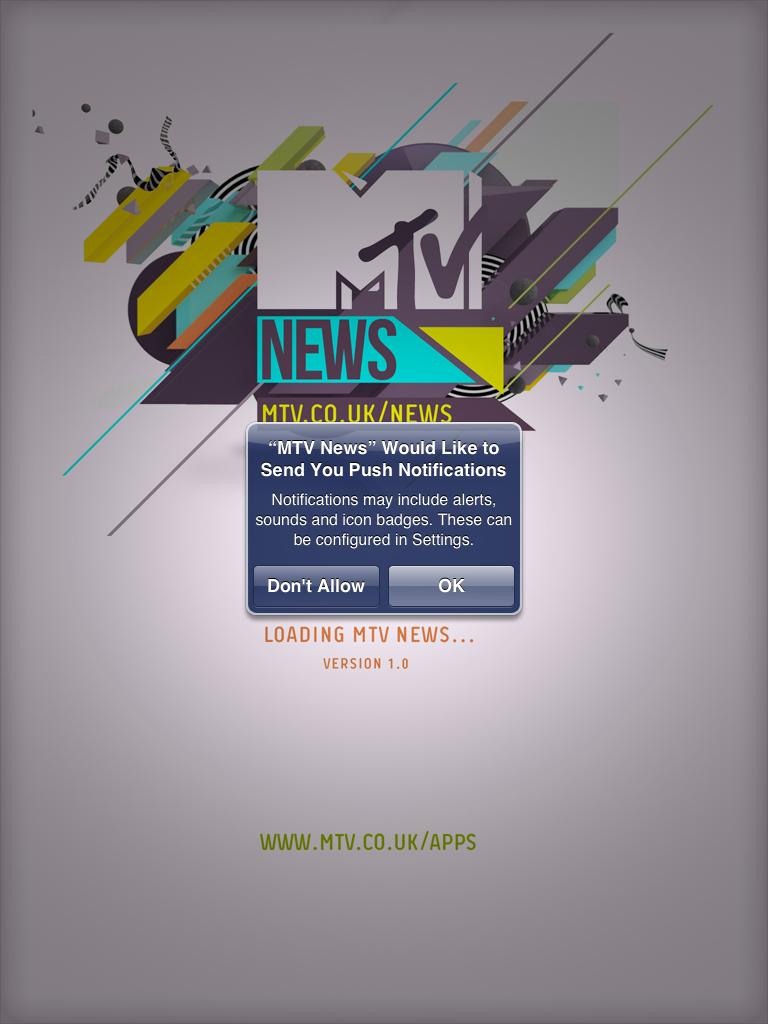 MTV
NEWS
MTV.CO.UK/NEWS
“MTV News” Would Like to
Send You Push Notifications
Notifications may include alerts,
sounds and icon badges. These can
be configured in Settings.
Don't Allow OK
LOADING MTV NEWS...
VERSION 1.0
WWW.MTV.CO.UK/APPS